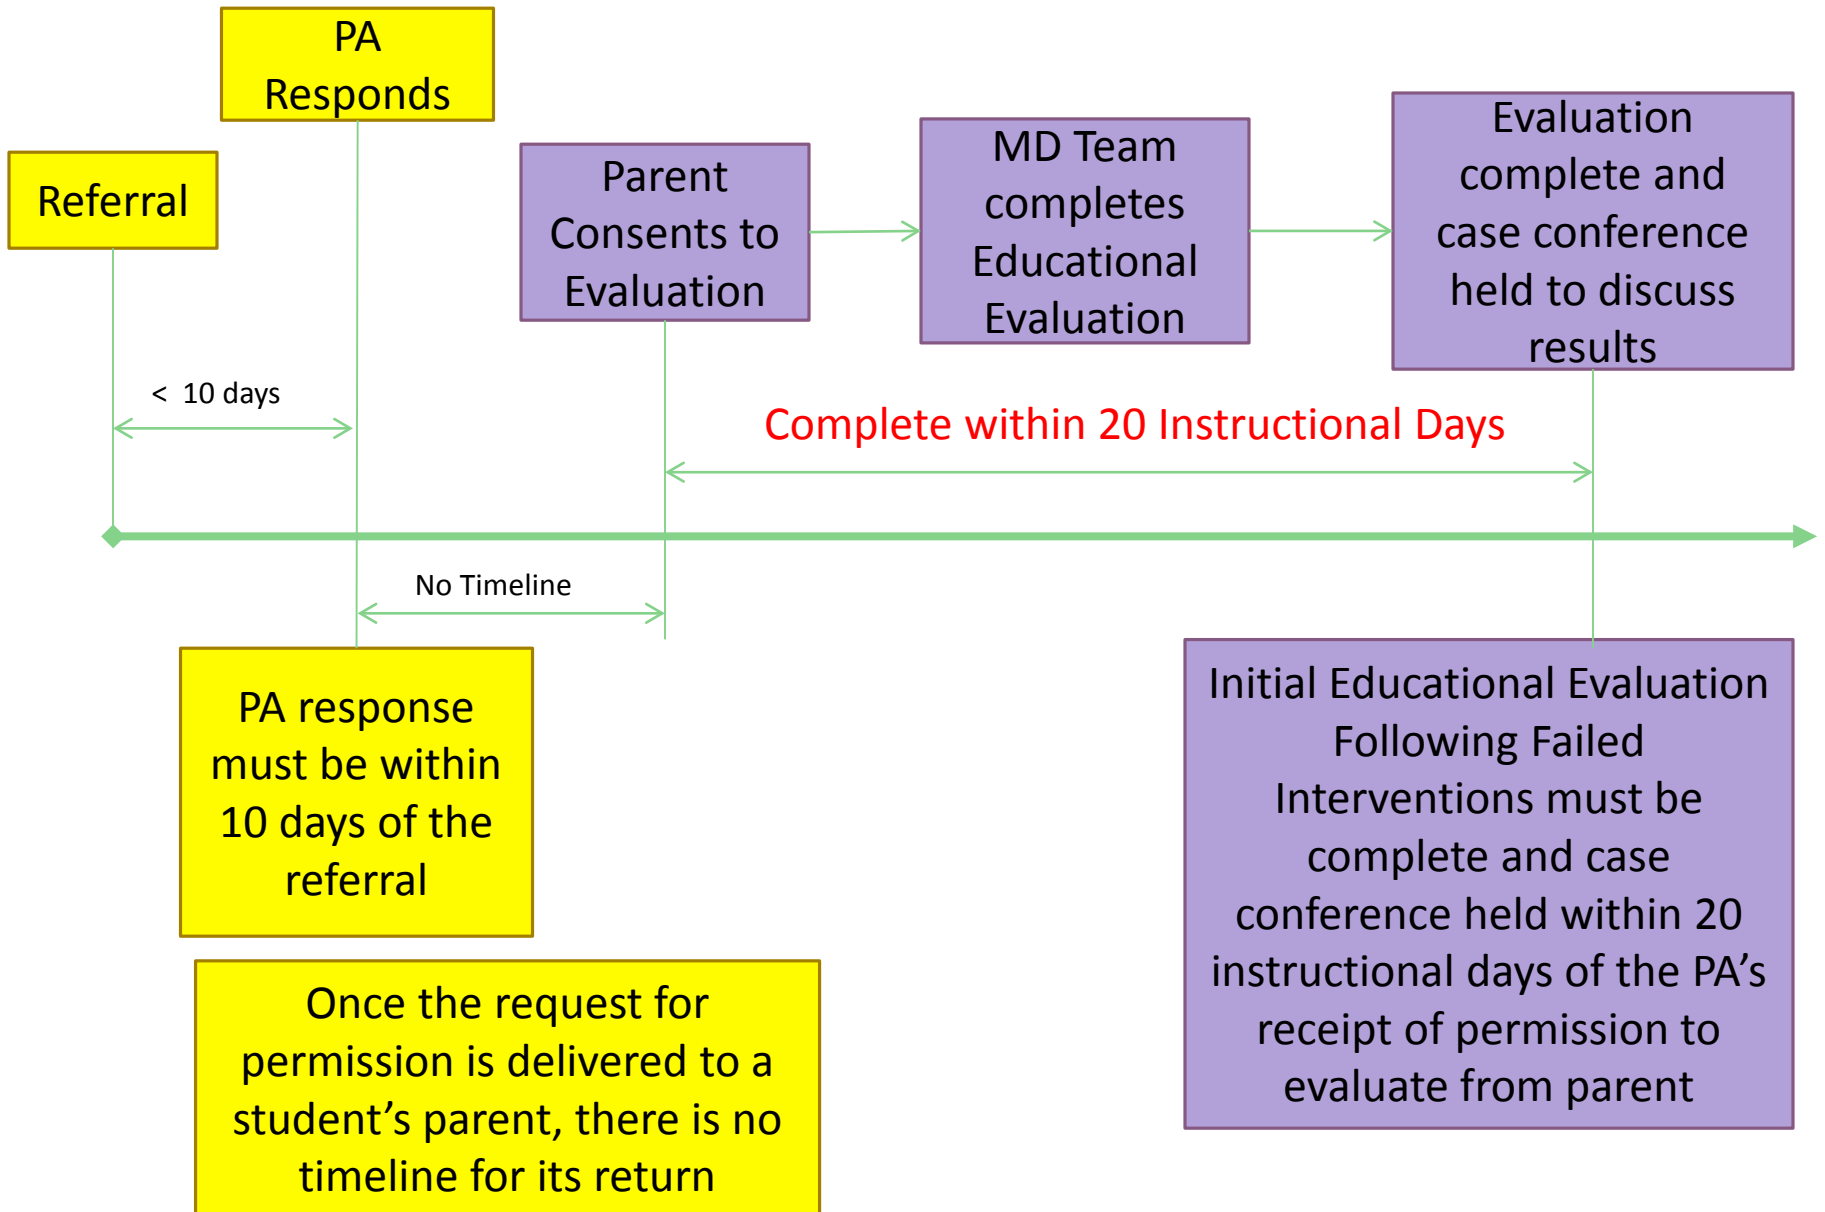 PA
Responds
Referral
Parent
Consents to
Evaluation
MD Team
completes
Educational
Evaluation
Evaluation
complete and
case conference
held to discuss
results
< 10 days
Complete within 20 Instructional Days
No Timeline
PA response
must be within
10 days of the
referral
Once the request for
permission is delivered to a
student’s parent, there is no
timeline for its return
Initial Educational Evaluation
Following Failed
Interventions must be
complete and case
conference held within 20
instructional days of the PA’s
receipt of permission to
evaluate from parent